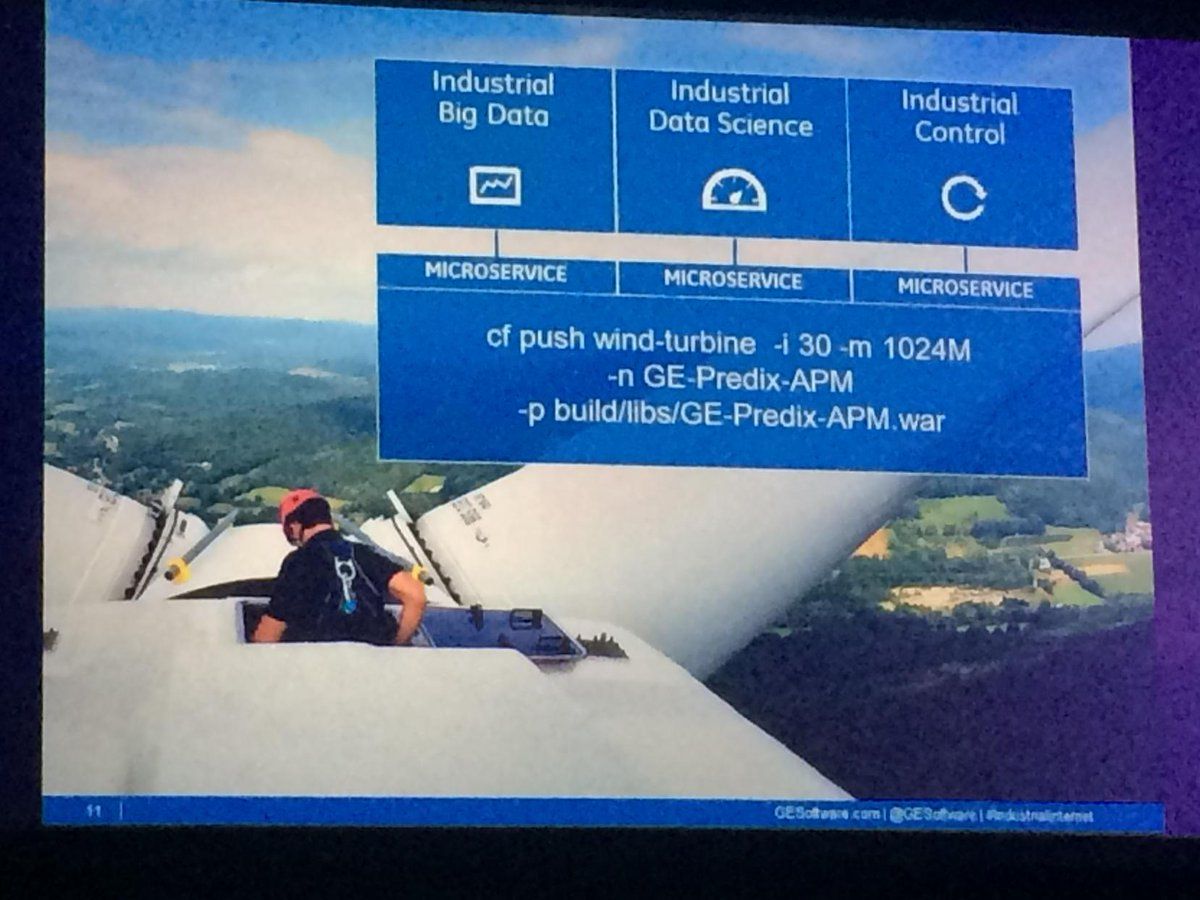 Industrial
Big Data
Industrial
Data Science
Industrial
Control
MICROSERVICE
MICROSERVICE
MICROSERVICE
cf push wind-turbine -i 30 -m 1024M
-n GE-Predix-APM
-p build/libs/GE-Predix-APM.war
11
GESoftware.com | @GESoftware | #IndustrialInternet